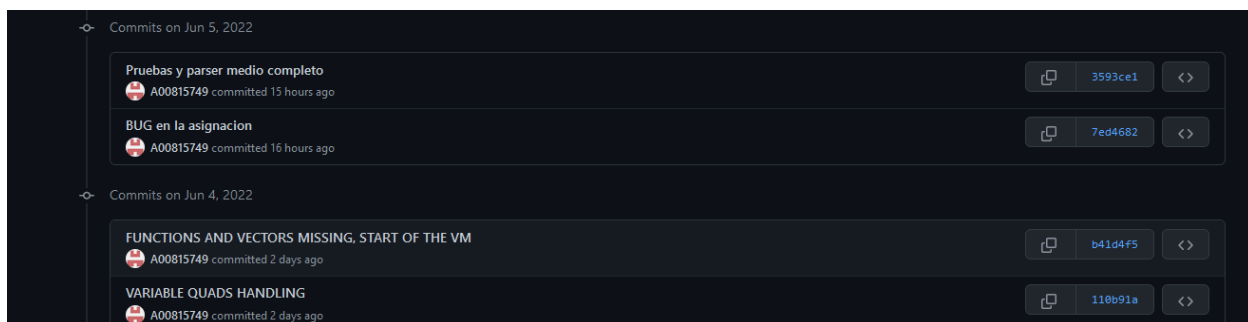 Commits on Jun 5, 2022
Pruebas y parser medio completo
3593ce1
A00815749 committed 15 hours ago
BUG en la asignacion
7ed4682
A00815749 committed 16 hours ago
Commits on Jun 4, 2022
FUNCTIONS AND VECTORS MISSING, START OF THE VM
b41d4f5
A00815749 committed 2 days ago
VARIABLE QUADS HANDLING
110b91a
A00815749 committed 2 days ago